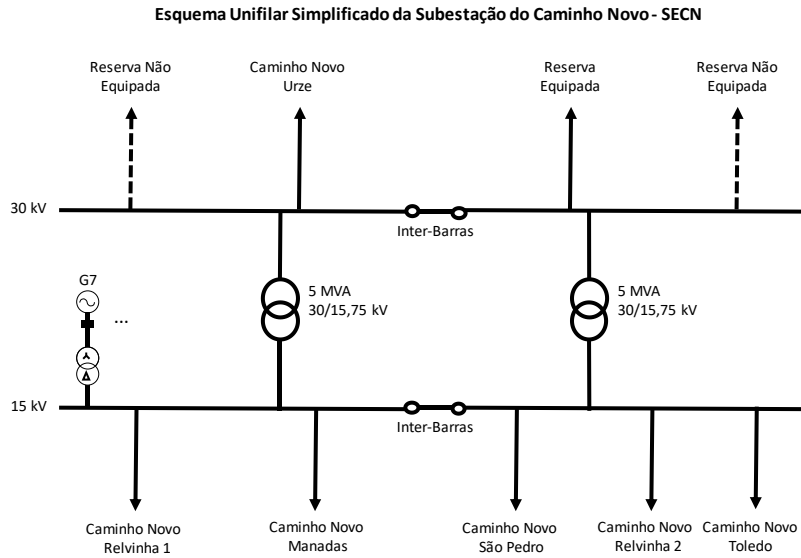 Esquema Unifilar Simplificado da Subestação do Caminho Novo - SECN
Reserva Não
Equipada
Caminho Novo
Urze
Reserva
Equipada
Reserva Não
Equipada
30 kV
Inter-Barras
G7
...
5 MVA
30/15,75 kV
5 MVA
30/15,75 kV
15 kV
Inter-Barras
Caminho Novo
Relvinha 1
Caminho Novo
Manadas
Caminho Novo
São Pedro
Caminho Novo
Relvinha 2
Caminho Novo
Toledo